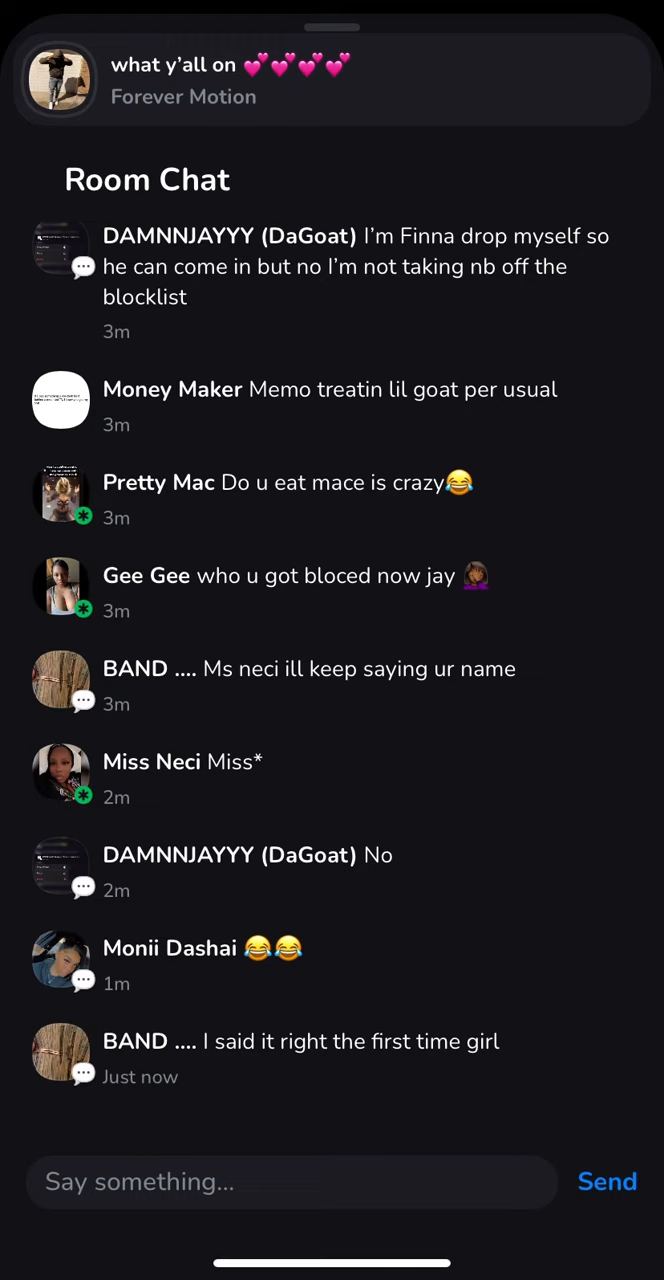 what y’all on 💕💕💕💕
Forever Motion
Room Chat
DAMNNJAYYY (DaGoat) I’m Finna drop myself so
he can come in but no I’m not taking nb off the
blocklist
3m
Money Maker Memo treatin lil goat per usual
3m
Pretty Mac Do u eat mace is crazy😂
3m
Gee Gee who u got bloced now jay 🤦🏾‍♀️
3m
BAND .... Ms neci ill keep saying ur name
3m
Miss Neci Miss*
2m
DAMNNJAYYY (DaGoat) No
2m
Monii Dashai 😂😂
1m
BAND .... I said it right the first time girl
Just now
Say something...
Send